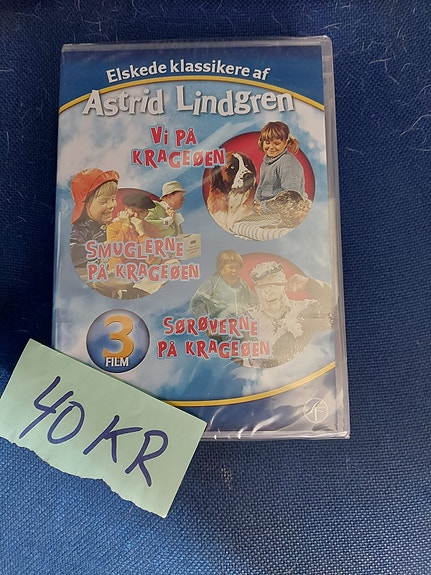 Elskede klassikere af
Astrid Lindgren
Vi på
Krageøen
Smuglerne
på Krageøen
Sørøverne
på Krageøen
3
FILM
40 KR